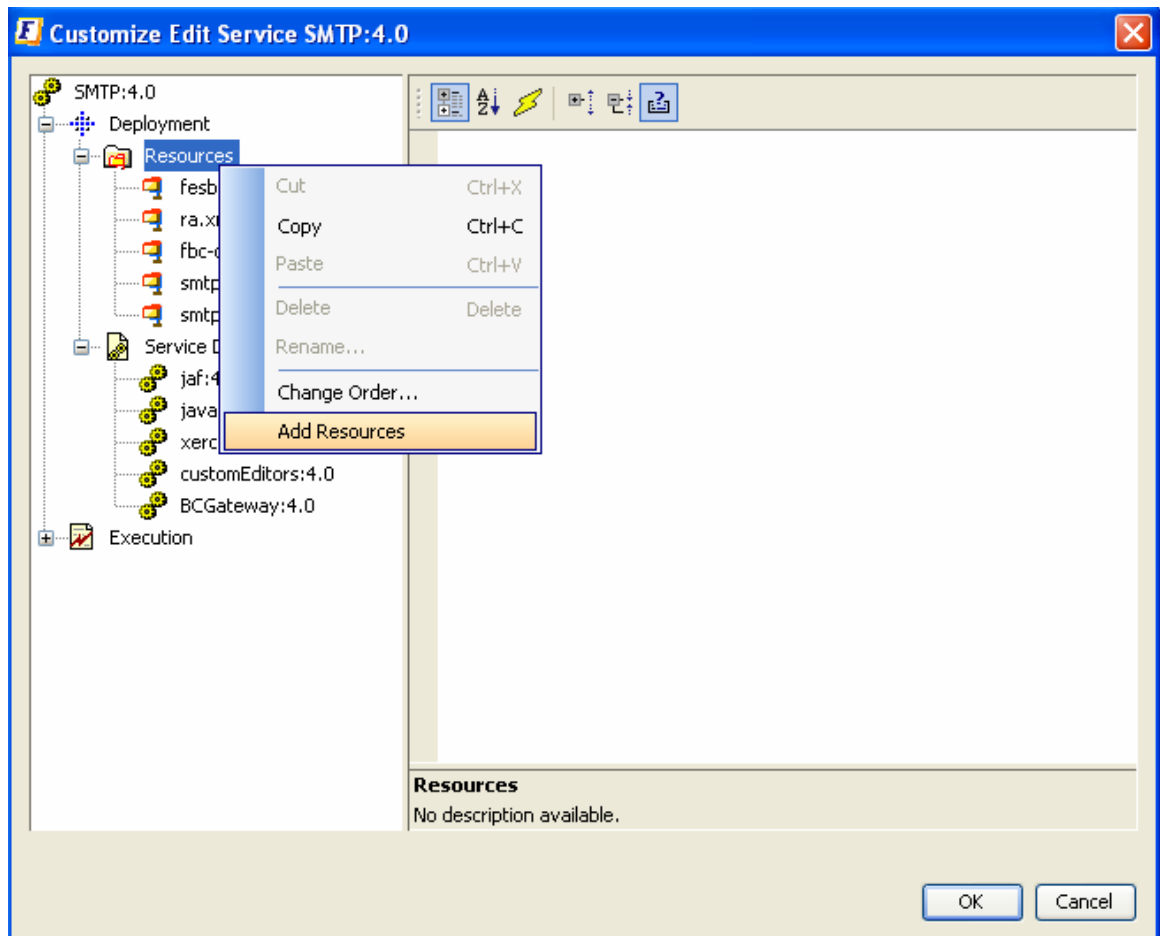 Customize Edit Service SMTP:4.0
SMTP:4.0
Deployment
Resources
fesb
ra.x
fbc-
smtp
smtp
Service
jaf:4
java
xerc
customEditors:4.0
BCGateway:4.0
Execution
Cut Ctrl+X
Copy Ctrl+C
Paste Ctrl+V
Delete Delete
Rename...
Change Order...
Add Resources
Resources
No description available.
OK Cancel